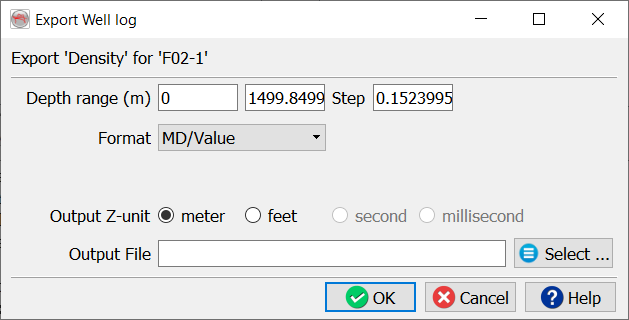 Export Well log
Export 'Density' for 'F02-1'
Depth range (m) 0 1499.8499 Step 0.1523995
Format MD/Value
Output Z-unit meter feet second millisecond
Output File Select ...
OK Cancel Help